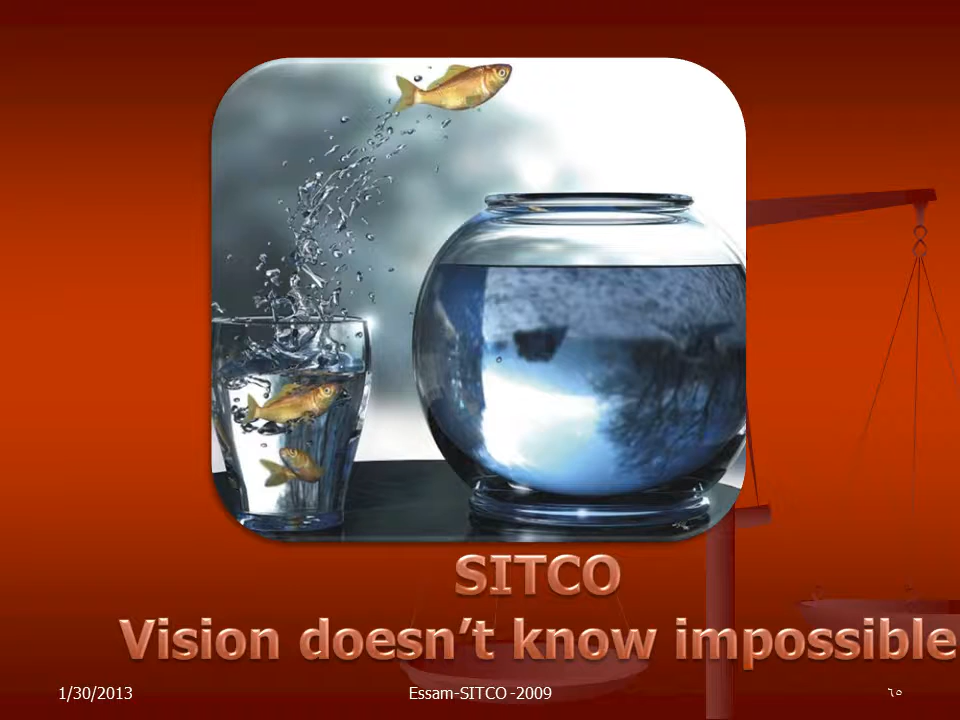 SITCO
Vision doesn’t know impossible
1/30/2013
Essam-SITCO -2009
٦٥